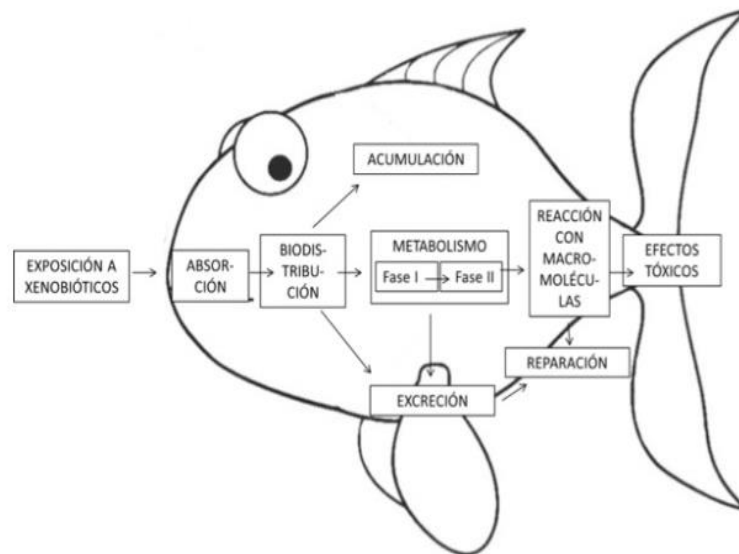 ACUMULACIÓN
EXPOSICIÓN A
XENOBIÓTICOS
ABSOR-
CIÓN
BIODIS-
TRIBU-
CIÓN
METABOLISMO
Fase I
Fase II
REACCIÓN
CON
MACRO-
MOLÉCU-
LAS
EFECTOS
TÓXICOS
REPARACIÓN
EXCRECIÓN